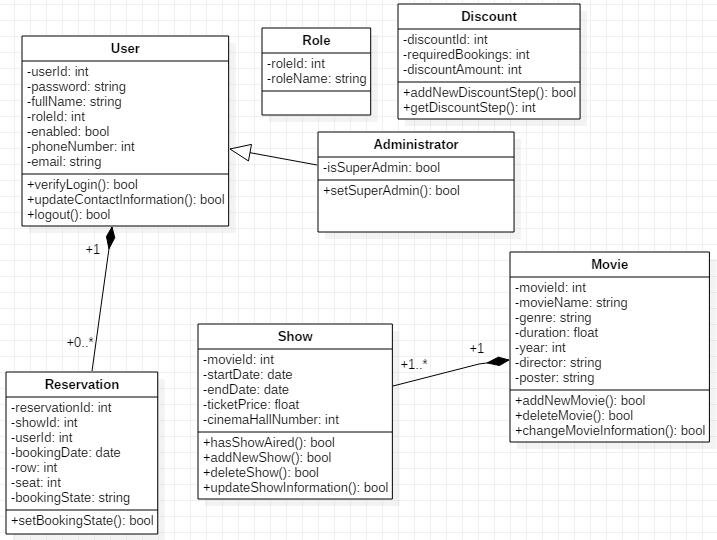 User
-userId: int
-password: string
-fullName: string
-roleId: int
-enabled: bool
-phoneNumber: int
-email: string
+verifyLogin(): bool
+updateContactInformation(): bool
+logout(): bool
Role
-roleId: int
-roleName: string
Discount
-discountId: int
-requiredBookings: int
-discountAmount: int
+addNewDiscountStep(): bool
+getDiscountStep(): int
Administrator
-isSuperAdmin: bool
+setSuperAdmin(): bool
+1
+0..*
Reservation
-reservationId: int
-showId: int
-userId: int
-bookingDate: date
-row: int
-seat: int
-bookingState: string
+setBookingState(): bool
Show
-movieId: int
-startDate: date
-endDate: date
-ticketPrice: float
-cinemaHallNumber: int
+hasShowAired(): bool
+addNewShow(): bool
+deleteShow(): bool
+updateShowInformation(): bool
+1..*
+1
Movie
-movieId: int
-movieName: string
-genre: string
-duration: float
-year: int
-director: string
-poster: string
+addNewMovie(): bool
+deleteMovie(): bool
+changeMovieInformation(): bool